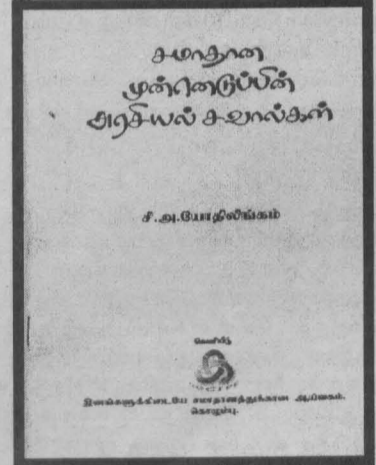 சமாதான
முன்னெடுப்பின்
அரசியல் சவால்கள்
சி.அ.யோதிலிங்கம்
வெளியீடு
இனங்களுக்கிடையே சமாதானத்துக்கான ஆய்வகம்.
கொழும்பு.